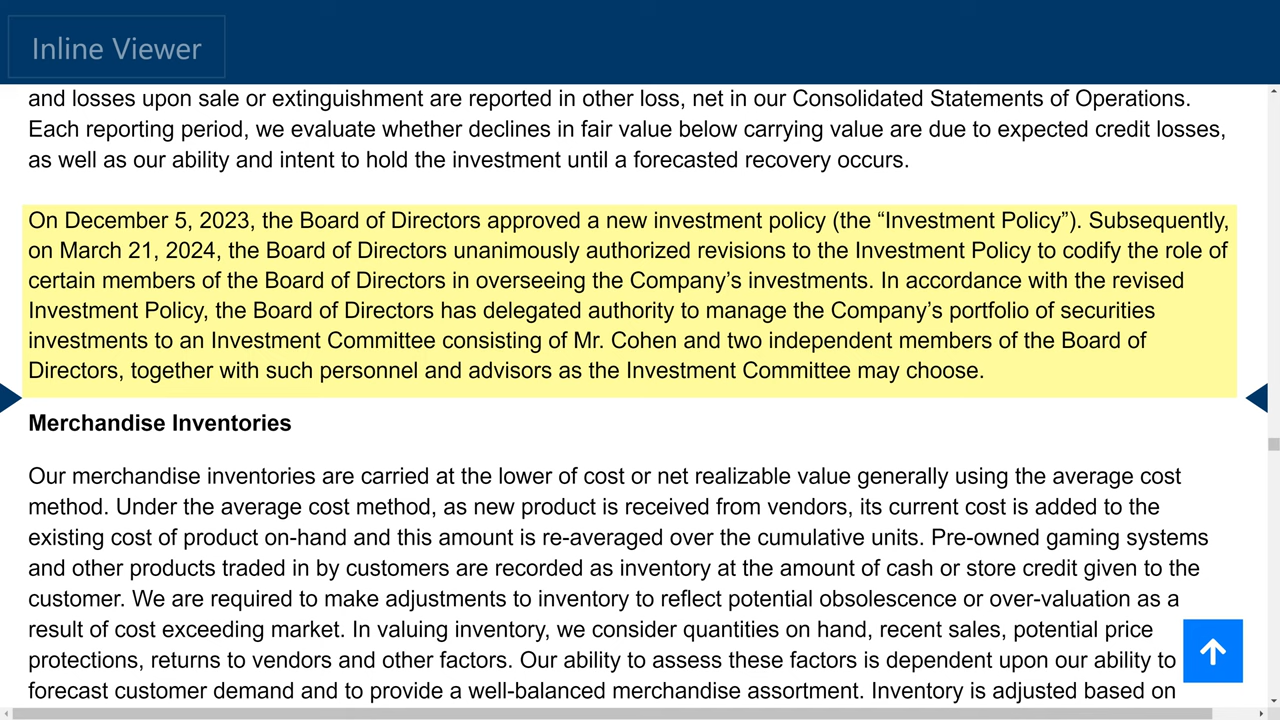 Inline Viewer
and losses upon sale or extinguishment are reported in other loss, net in our Consolidated Statements of Operations.
Each reporting period, we evaluate whether declines in fair value below carrying value are due to expected credit losses,
as well as our ability and intent to hold the investment until a forecasted recovery occurs.
On December 5, 2023, the Board of Directors approved a new investment policy (the “Investment Policy”). Subsequently,
on March 21, 2024, the Board of Directors unanimously authorized revisions to the Investment Policy to codify the role of
certain members of the Board of Directors in overseeing the Company’s investments. In accordance with the revised
Investment Policy, the Board of Directors has delegated authority to manage the Company’s portfolio of securities
investments to an Investment Committee consisting of Mr. Cohen and two independent members of the Board of
Directors, together with such personnel and advisors as the Investment Committee may choose.
Merchandise Inventories
Our merchandise inventories are carried at the lower of cost or net realizable value generally using the average cost
method. Under the average cost method, as new product is received from vendors, its current cost is added to the
existing cost of product on-hand and this amount is re-averaged over the cumulative units. Pre-owned gaming systems
and other products traded in by customers are recorded as inventory at the amount of cash or store credit given to the
customer. We are required to make adjustments to inventory to reflect potential obsolescence or over-valuation as a
result of cost exceeding market. In valuing inventory, we consider quantities on hand, recent sales, potential price
protections, returns to vendors and other factors. Our ability to assess these factors is dependent upon our ability to
forecast customer demand and to provide a well-balanced merchandise assortment. Inventory is adjusted based on